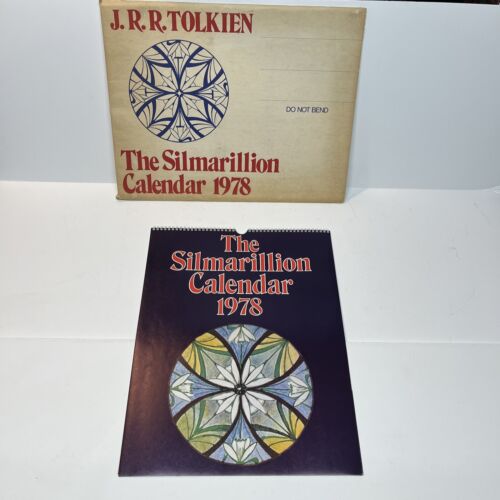 J. R. R. TOLKIEN
DO NOT BEND
The Silmarillion
Calendar 1978
The
Silmarillion
Calendar
1978